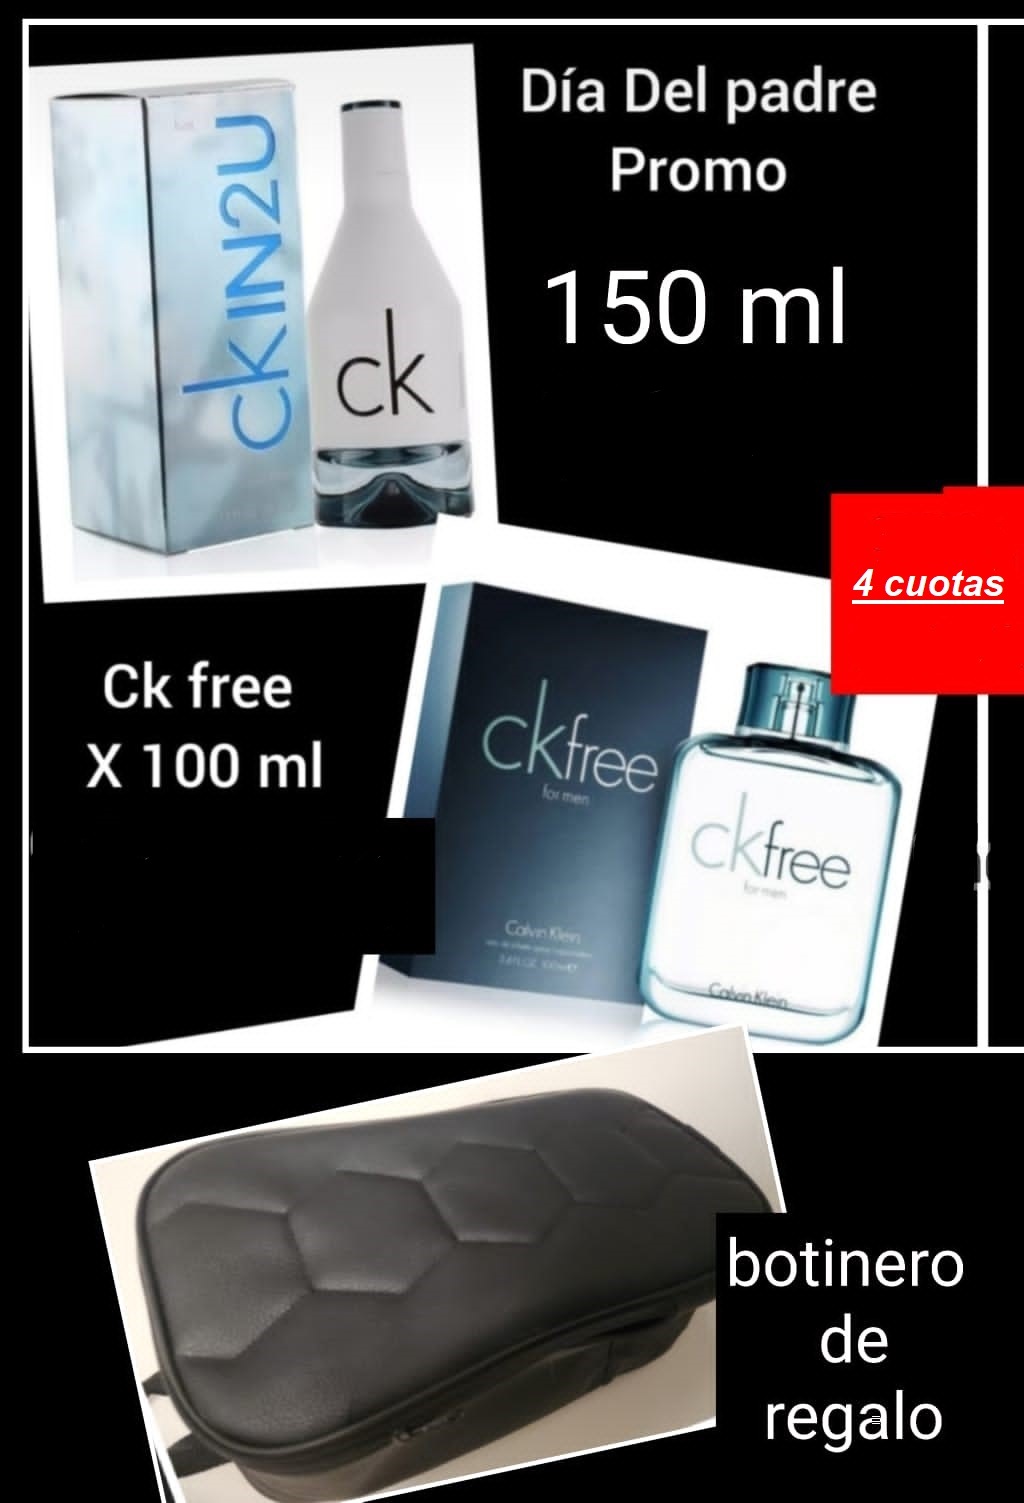 Día Del padre
Promo
150 ml
ckIN2U
ck
4 cuotas
Ck free
X 100 ml
ckfree
for men
Calvin Klein
ckfree
for men
Calvin Klein
botinero
de
regalo